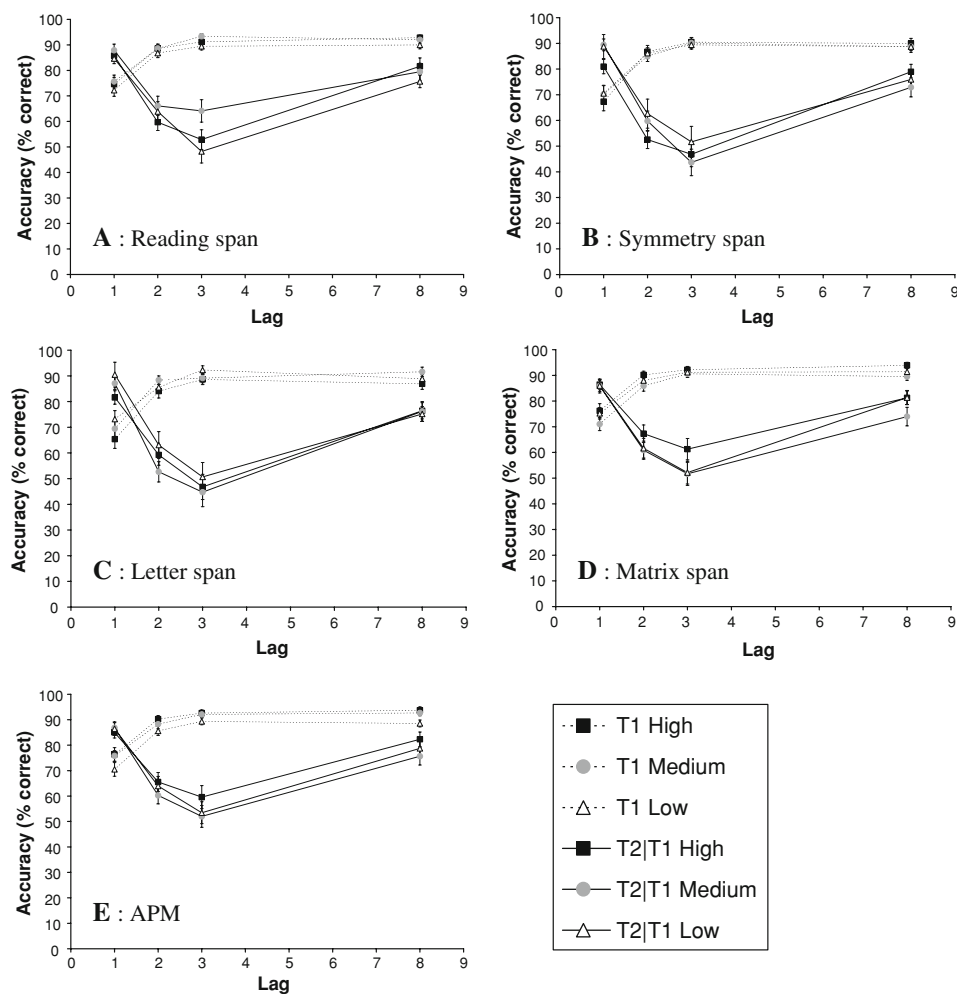 Accuracy (% correct)
100
90
80
70
60
50
40
30
20
10
0
A : Reading span
0 1 2 3 4 5 6 7 8 9
Lag
Accuracy (% correct)
100
90
80
70
60
50
40
30
20
10
0
B : Symmetry span
0 1 2 3 4 5 6 7 8 9
Lag
Accuracy (% correct)
100
90
80
70
60
50
40
30
20
10
0
C : Letter span
0 1 2 3 4 5 6 7 8 9
Lag
Accuracy (% correct)
100
90
80
70
60
50
40
30
20
10
0
D : Matrix span
0 1 2 3 4 5 6 7 8 9
Lag
Accuracy (% correct)
100
90
80
70
60
50
40
30
20
10
0
E : APM
0 1 2 3 4 5 6 7 8 9
Lag
T1 High
T1 Medium
T1 Low
T2|T1 High
T2|T1 Medium
T2|T1 Low